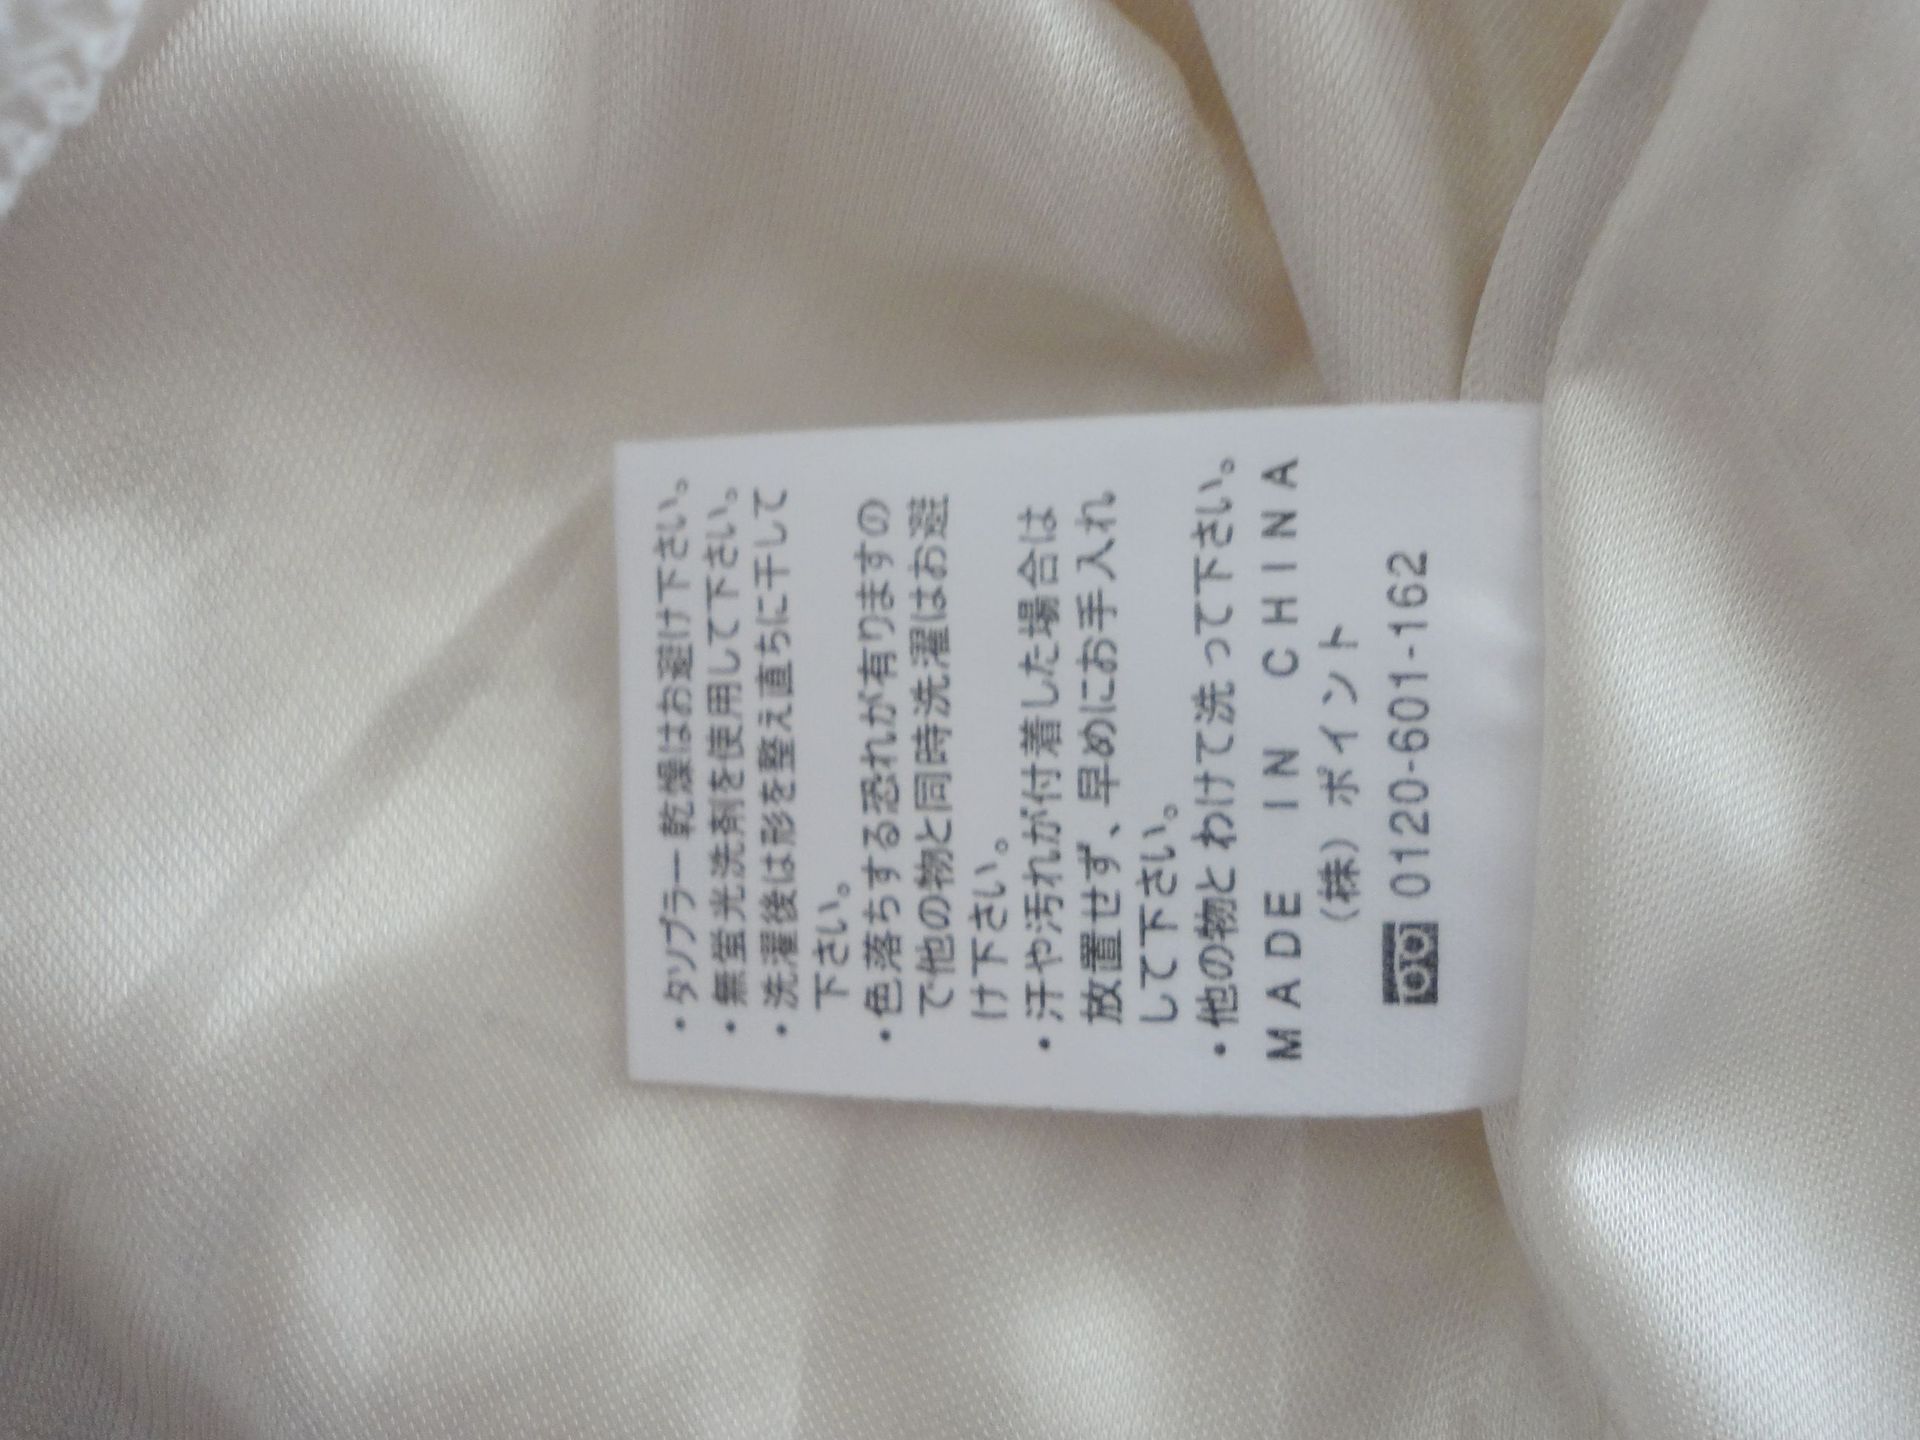 ・タンブラー乾燥はお避け下さい。
・無蛍光洗剤を使用して下さい。
・洗濯後は形を整え直ちに干して
下さい。
・色落ちする恐れが有りますの
で他の物と同時洗濯はお避
け下さい。
・汗や汚れが付着した場合は
放置せず、早めにお手入れ
して下さい。
・他の物とわけて洗って下さい。
MADE IN CHINA
(株)ポイント
0120-601-162